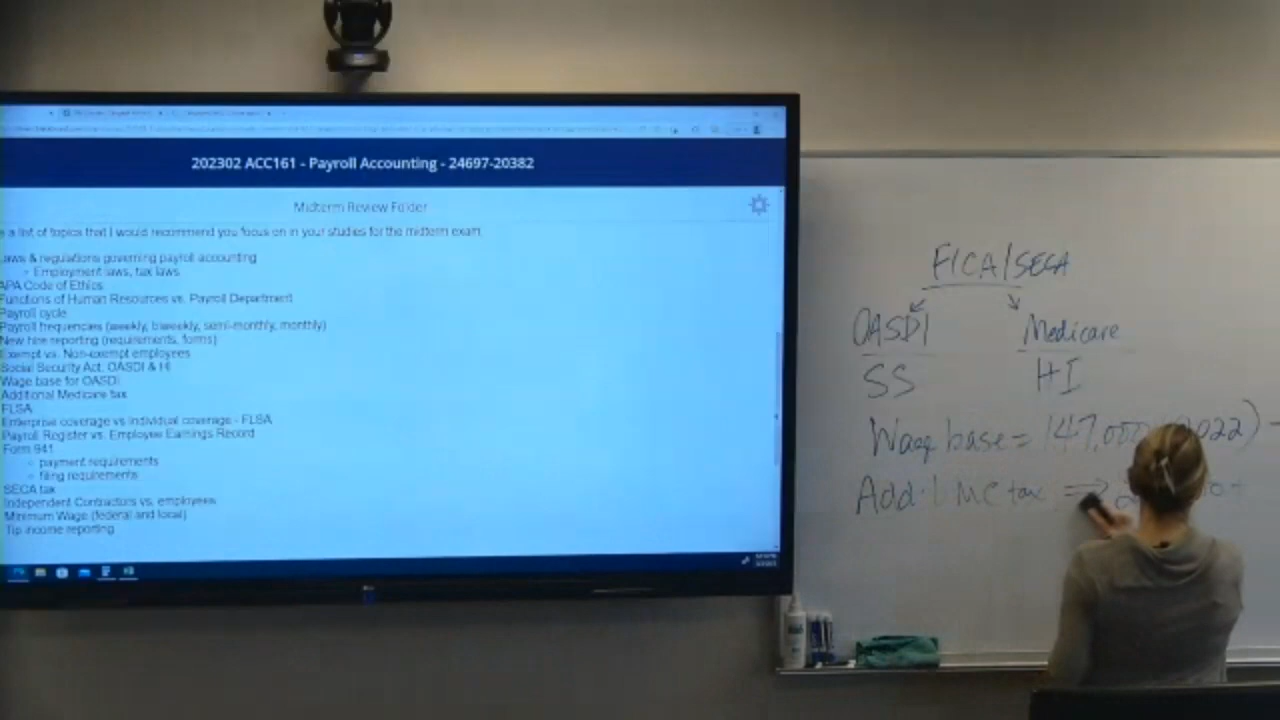 202302 ACC161 - Payroll Accounting - 24697-20382
Midterm Review Folder
a list of topics that I would recommend you focus on in your studies for the midterm exam.
Laws & regulations governing payroll accounting
Employment laws, tax laws
APA Code of Ethics
Functions of Human Resources vs. Payroll Department
Payroll cycle
Payroll frequencies (weekly, biweekly, semi-monthly, monthly)
New hire reporting (requirements, forms)
Exempt vs. Non-exempt employees
Social Security Act: OASDI & HI
Wage base for OASDI
Additional Medicare tax
FLSA
Enterprise coverage vs individual coverage - FLSA
Payroll Register vs. Employee Earnings Record
Form 941
payment requirements
filing requirements
SECA tax
Independent Contractors vs. employees
Minimum Wage (federal and local)
Tip income reporting
FICA/SECA
OASDI Medicare
SS HI
Wage base = 147,000 (2022)
Add'l MC tax ⇒